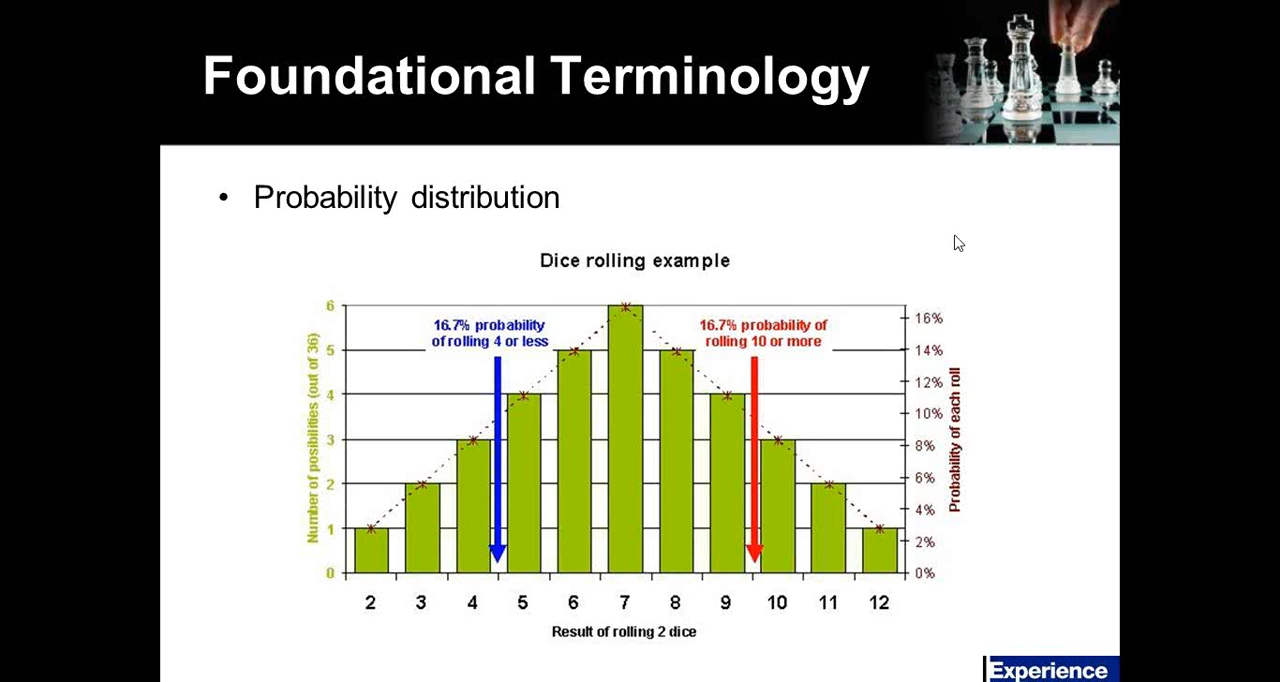 Foundational Terminology
• Probability distribution
Dice rolling example
Number of posibilities (out of 36)
6
5
4
3
2
1
0
16.7% probability
of rolling 4 or less
16.7% probability of
rolling 10 or more
16%
14%
12%
10%
8%
6%
4%
2%
0%
Probability of each roll
2 3 4 5 6 7 8 9 10 11 12
Result of rolling 2 dice
Experience